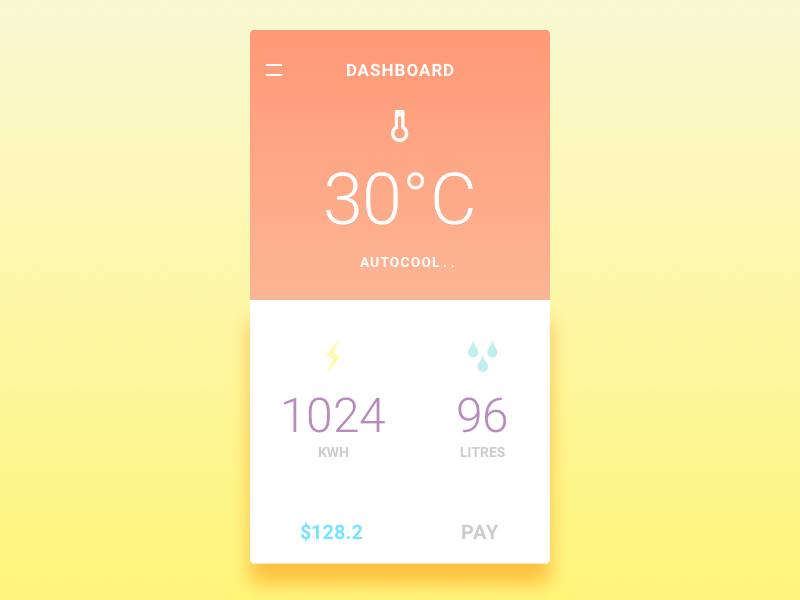 DASHBOARD
30°C
AUTOCOOL..
1024 96
KWH LITRES
$128.2 PAY